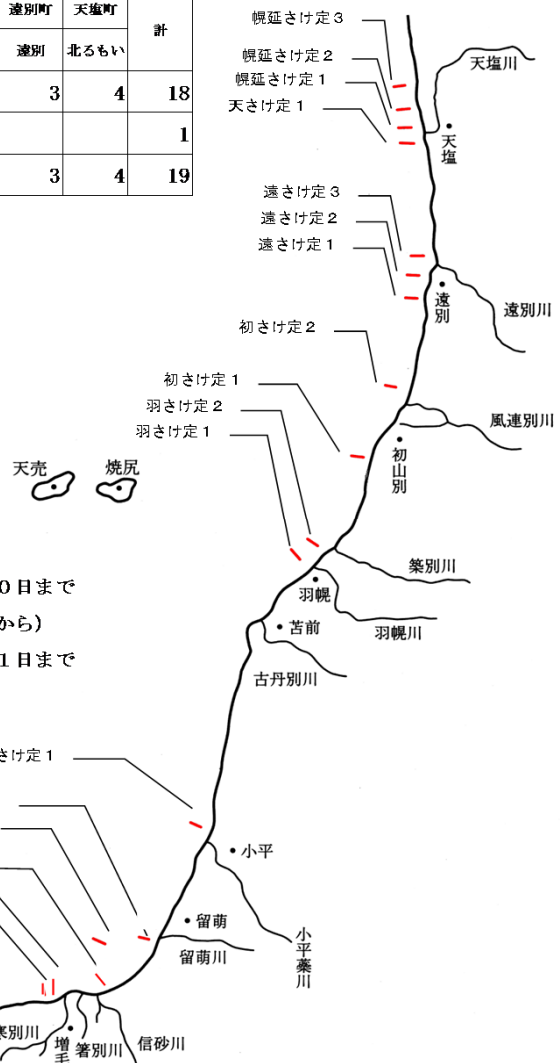 遠別町 天塩町 計
遠別 北るもい
3 4 18
1
3 4 19
幌延さけ定３
幌延さけ定２
幌延さけ定１
天さけ定１
天塩川
天塩
遠さけ定３
遠さけ定２
遠さけ定１
遠別
遠別川
初さけ定２
初さけ定１
羽さけ定２
羽さけ定１
風連別川
初山別
天売 焼尻
築別川
羽幌
羽幌川
苫前
古丹別川
０日まで
から）
１日まで
さけ定１
小平
小平蘂川
留萌
留萌川
別川
増毛
箸別川
信砂川